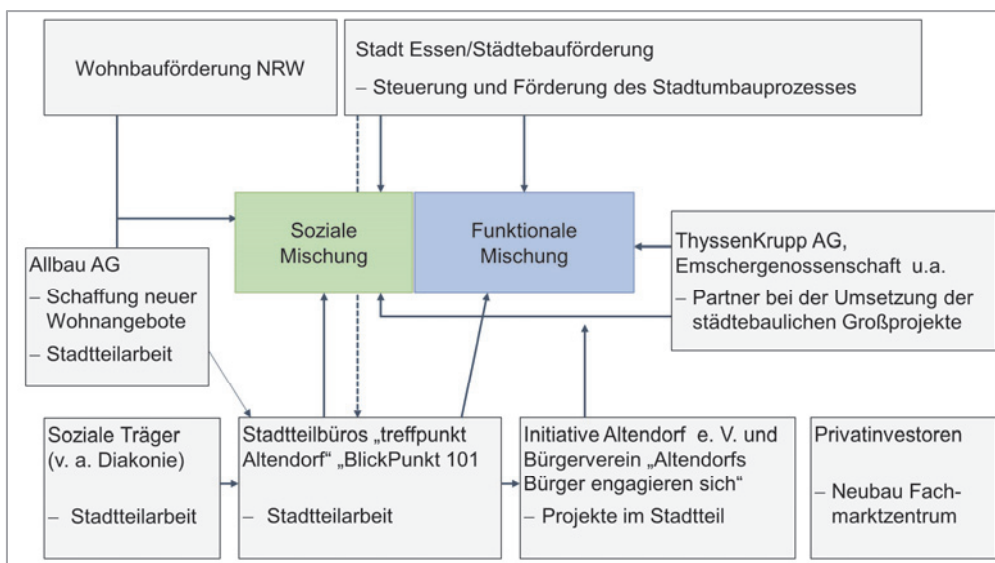 Wohnbauförderung NRW
Stadt Essen/Städtebauförderung
– Steuerung und Förderung des Stadtumbauprozesses
Soziale
Mischung
Funktionale
Mischung
Allbau AG
– Schaffung neuer
Wohnangebote
– Stadtteilarbeit
ThyssenKrupp AG,
Emschergenossenschaft u.a.
– Partner bei der Umsetzung der
städtebaulichen Großprojekte
Soziale Träger
(v. a. Diakonie)
– Stadtteilarbeit
Stadtteilbüros „treffpunkt
Altendorf“ „BlickPunkt 101
– Stadtteilarbeit
Initiative Altendorf e. V. und
Bürgerverein „Altendorfs
Bürger engagieren sich“
– Projekte im Stadtteil
Privatinvestoren
– Neubau Fach-
marktzentrum